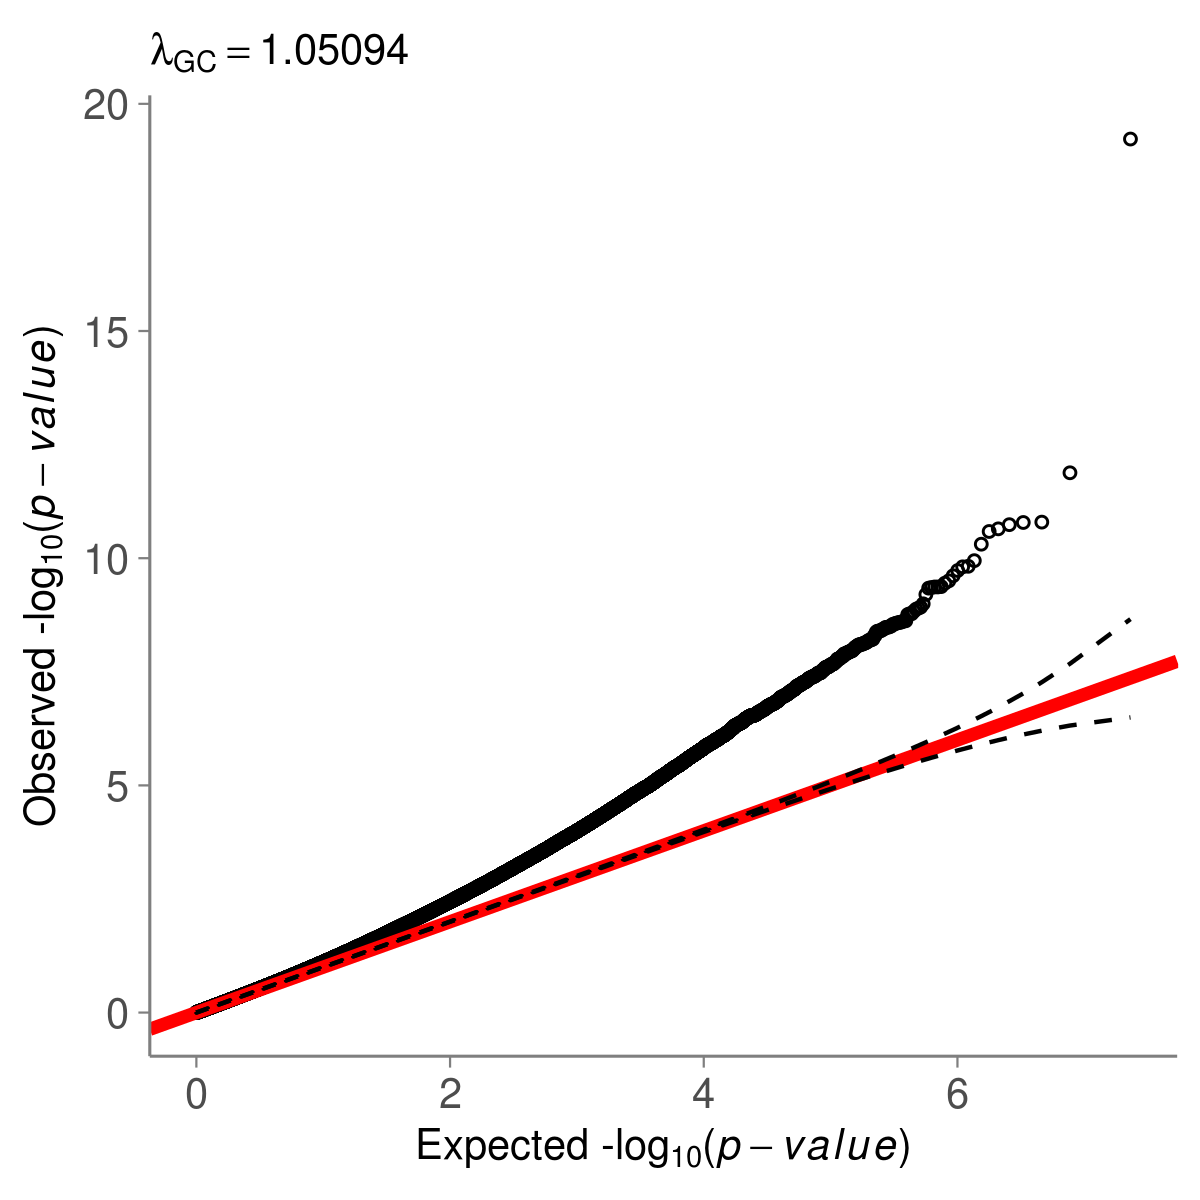 λGC = 1.05094
20
15
10
5
0
Observed -log10(p − value)
0 2 4 6
Expected -log10(p − value)